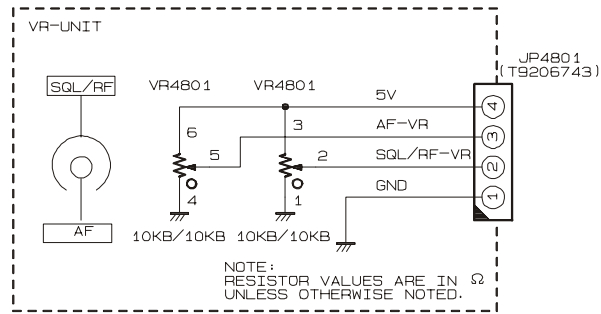 VR-UNIT
JP4801
(T9206743)
SQL/RF
VR4801 VR4801
5V 4
6 3 AF-VR 3
5 2 SQL/RF-VR 2
4 1 GND 1
AF
10KB/10KB 10KB/10KB
NOTE:
RESISTOR VALUES ARE IN Ω
UNLESS OTHERWISE NOTED.